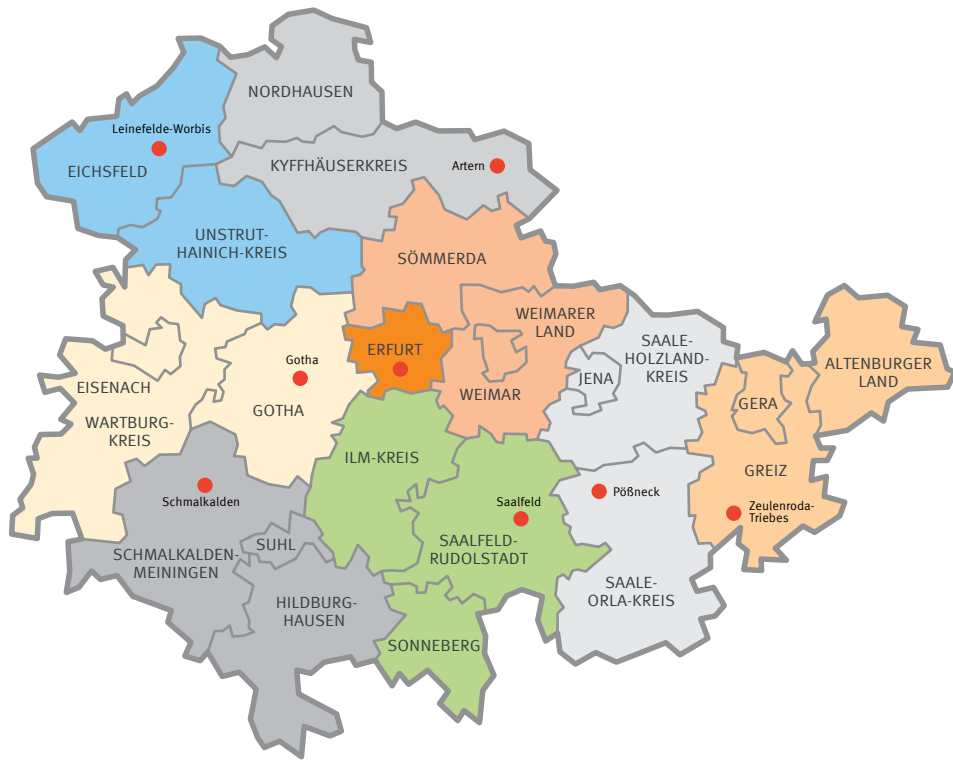 NORDHAUSEN
Leinefelde-Worbis
EICHSFELD
KYFFHÄUSERKREIS
Artern
UNSTRUT-
HAINICH-KREIS
SÖMMERDA
WEIMARER
LAND
ERFURT
Gotha
GOTHA
EISENACH
WARTBURG-
KREIS
WEIMAR
JENA
SAALE-
HOLZLAND-
KREIS
GERA
ALTENBURGER
LAND
ILM-KREIS
GREIZ
Schmalkalden
Saalfeld
Pößneck
Zeulenroda-
Triebes
SUHL
SCHMALKALDEN-
MEININGEN
SAALFELD-
RUDOLSTADT
HILDBURG-
HAUSEN
SAALE-
ORLA-KREIS
SONNEBERG